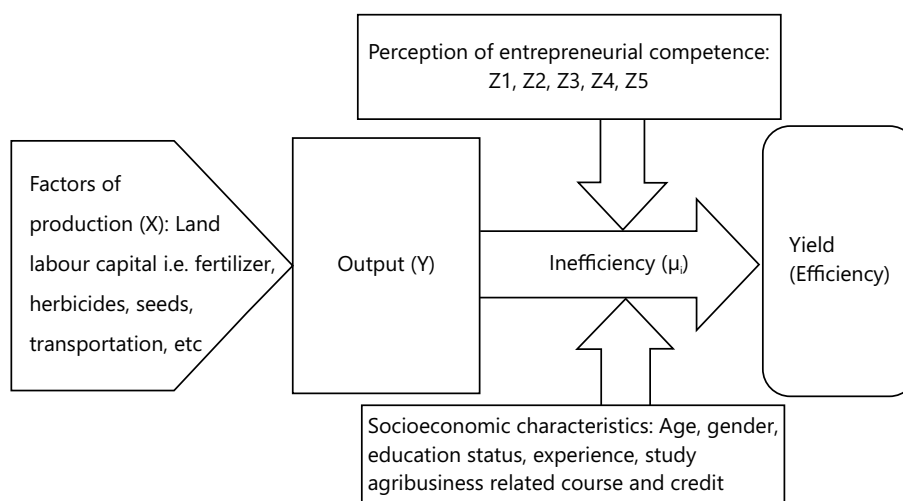 Perception of entrepreneurial competence:
Z1, Z2, Z3, Z4, Z5
Factors of
production (X): Land
labour capital i.e. fertilizer,
herbicides, seeds,
transportation, etc
Output (Y)
Inefficiency (μᵢ)
Yield
(Efficiency)
Socioeconomic characteristics: Age, gender,
education status, experience, study
agribusiness related course and credit